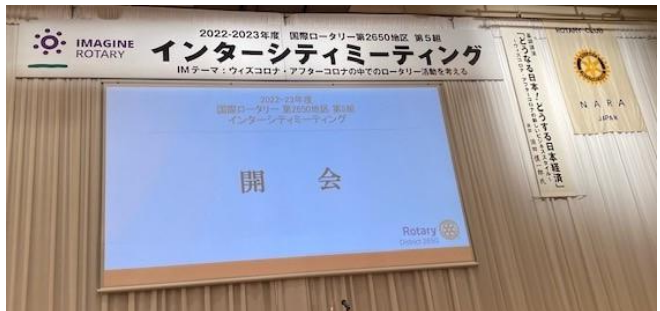 IMAGINE
ROTARY
2022-2023年度 国際ロータリー第2650地区 第5組
インターシティミーティング
IMテーマ：ウィズコロナ・アフターコロナの中でのロータリー活動を考える
2022-23年度
国際ロータリー 第2650地区 第5組
インターシティミーティング
開 会
Rotary
District 2650
基調講演
「どうなる日本！どうする日本経済」
ROTARY CLUB
NARA
JAPAN